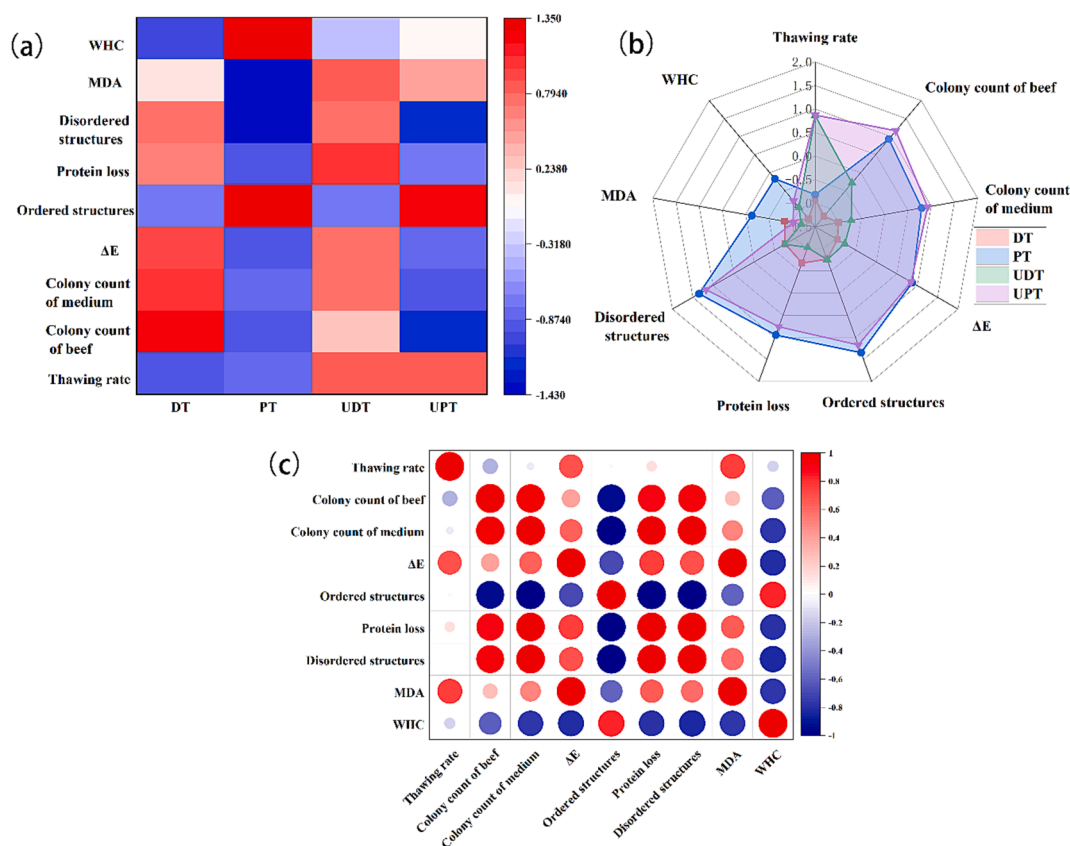 (a)
WHC
MDA
Disordered
structures
Protein loss
Ordered structures
ΔE
Colony count
of medium
Colony count
of beef
Thawing rate
DT
PT
UDT
UPT
1.350
0.7940
0.2380
-0.3180
-0.8740
-1.430
(b)
Thawing rate
Colony count of beef
Colony count
of medium
ΔE
Ordered structures
Protein loss
Disordered
structures
MDA
WHC
2.0
1.5
1.0
0.5
0.0
-0.5
DT
PT
UDT
UPT
(c)
Thawing rate
Colony count of beef
Colony count of medium
ΔE
Ordered structures
Protein loss
Disordered structures
MDA
WHC
Thawing rate
Colony count of beef
Colony count of medium
ΔE
Ordered structures
Protein loss
Disordered structures
MDA
WHC
1
0.8
0.6
0.4
0.2
0
-0.2
-0.4
-0.6
-0.8
-1